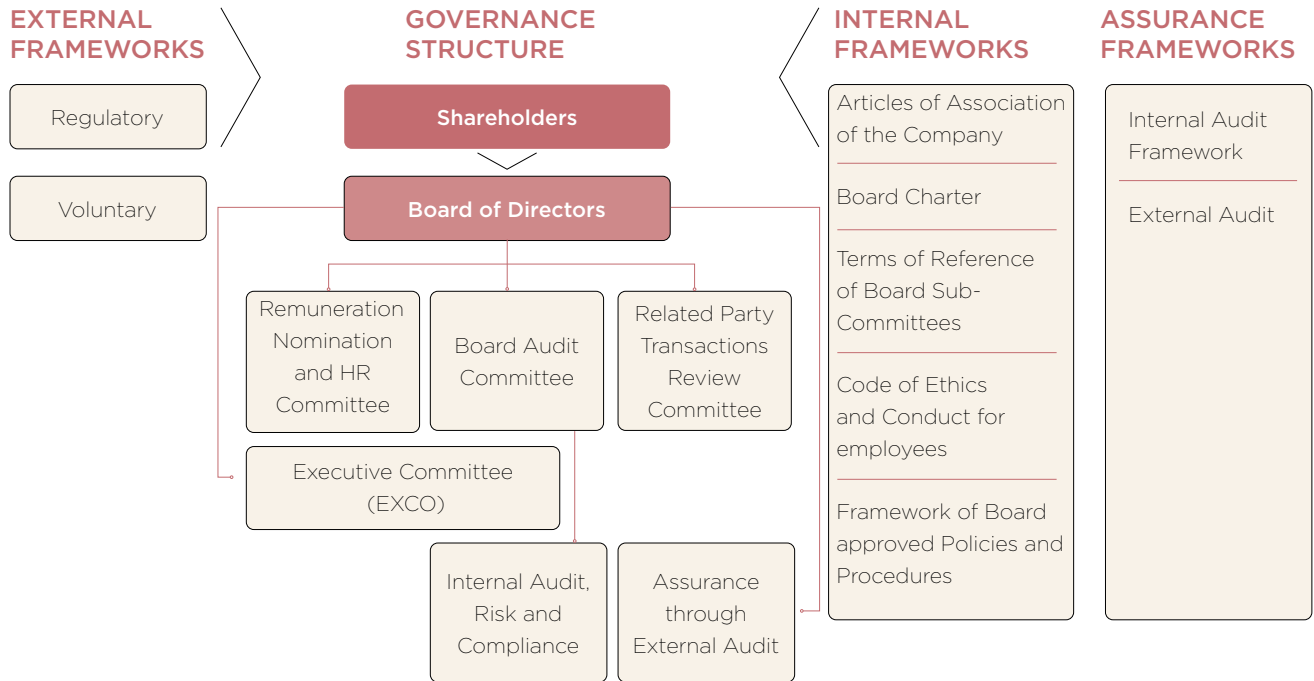 EXTERNAL
FRAMEWORKS
Regulatory
Voluntary
GOVERNANCE
STRUCTURE
Shareholders
Board of Directors
Remuneration
Nomination
and HR
Committee
Board Audit
Committee
Related Party
Transactions
Review
Committee
Executive Committee
(EXCO)
Internal Audit,
Risk and
Compliance
Assurance
through
External Audit
INTERNAL
FRAMEWORKS
Articles of Association
of the Company
Board Charter
Terms of Reference
of Board Sub-
Committees
Code of Ethics
and Conduct for
employees
Framework of Board
approved Policies and
Procedures
ASSURANCE
FRAMEWORKS
Internal Audit
Framework
External Audit